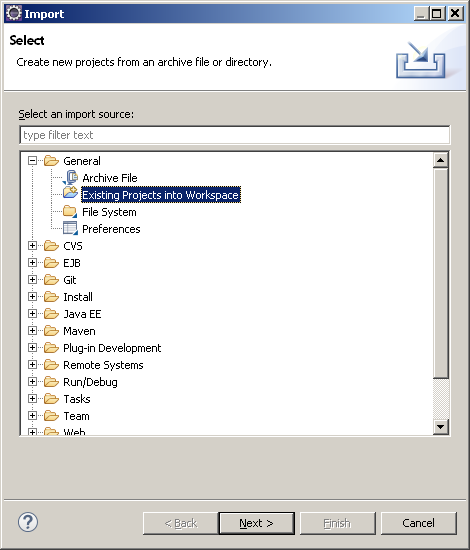 Import
Select
Create new projects from an archive file or directory.
Select an import source:
type filter text
General
Archive File
Existing Projects into Workspace
File System
Preferences
CVS
EJB
Git
Install
Java EE
Maven
Plug-in Development
Remote Systems
Run/Debug
Tasks
Team
Web
?
< Back
Next >
Finish
Cancel